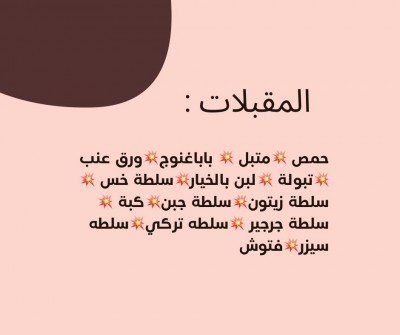 المقبلات :
حمص 💥متبل 💥 باباغنوج💥ورق عنب
💥تبولة 💥لبن بالخيار💥سلطة خس 💥
سلطة زيتون💥سلطة جبن💥كبة 💥
سلطة جرجير 💥سلطه تركي💥سلطه
سيزر💥فتوش